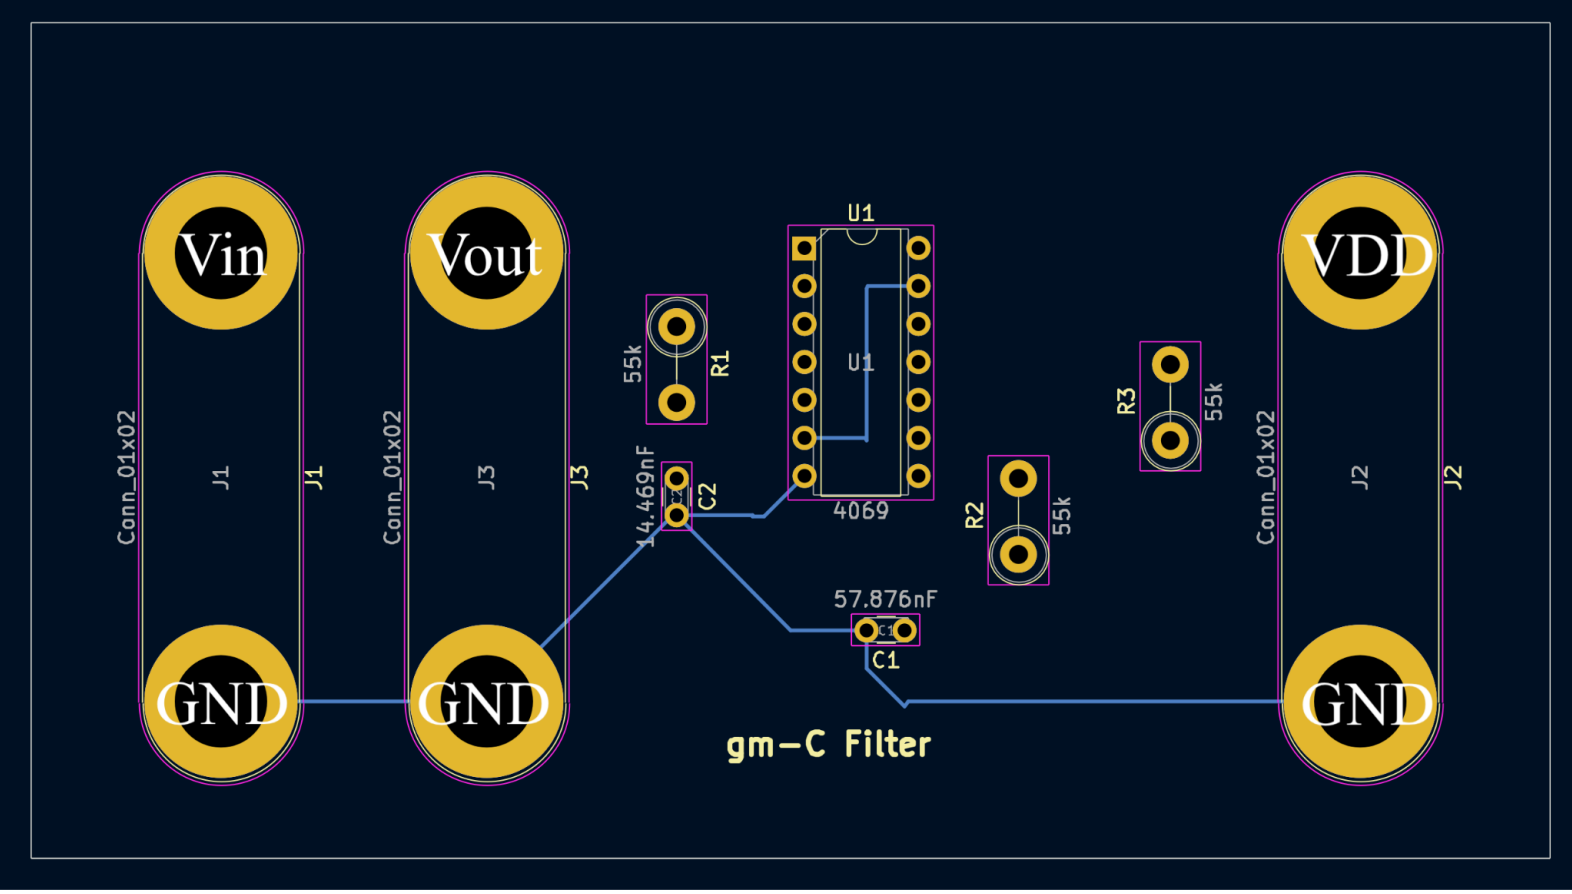 U1
Vin
Vout
VDD
55k
R1
U1
R3
55k
Conn_01x02
J1
J1
Conn_01x02
J3
J3
14.469nF
C2
C2
4069
R2
55k
Conn_01x02
J2
J2
57.876nF
C1
C1
GND
GND
GND
gm-C Filter